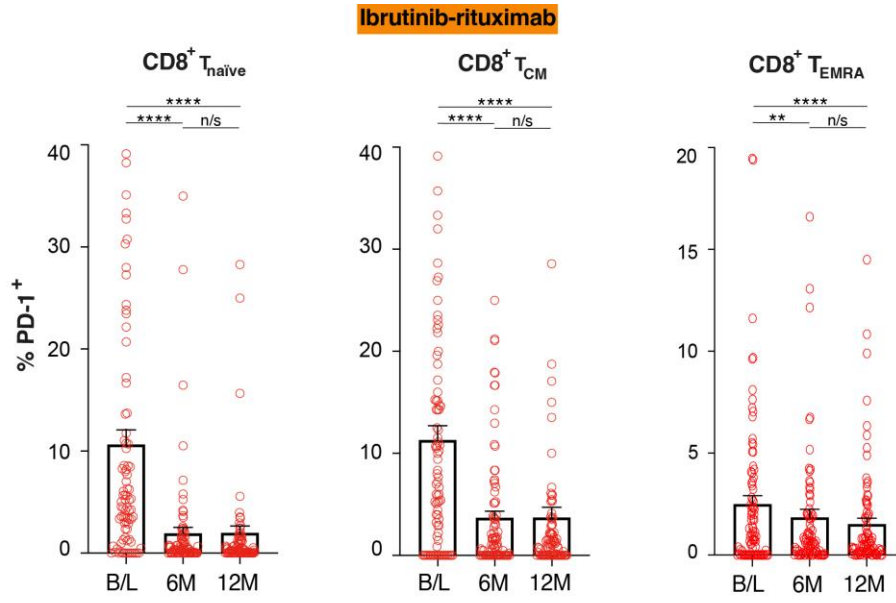 Ibrutinib-rituximab
CD8+ Tnaïve
CD8+ TCM
CD8+ TEMRA
****
****
n/s
****
****
n/s
****
**
n/s
% PD-1+
40
30
20
10
0
B/L 6M 12M
40
30
20
10
0
B/L 6M 12M
20
15
10
5
0
B/L 6M 12M